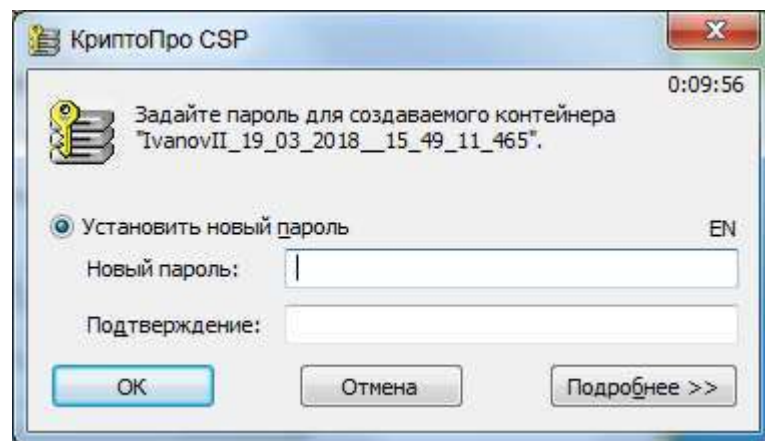 КриптоПро CSP
0:09:56
Задайте пароль для создаваемого контейнера
"IvanovII_19_03_2018__15_49_11_465".
Установить новый пароль
EN
Новый пароль:
Подтверждение:
ОК
Отмена
Подробнее >>